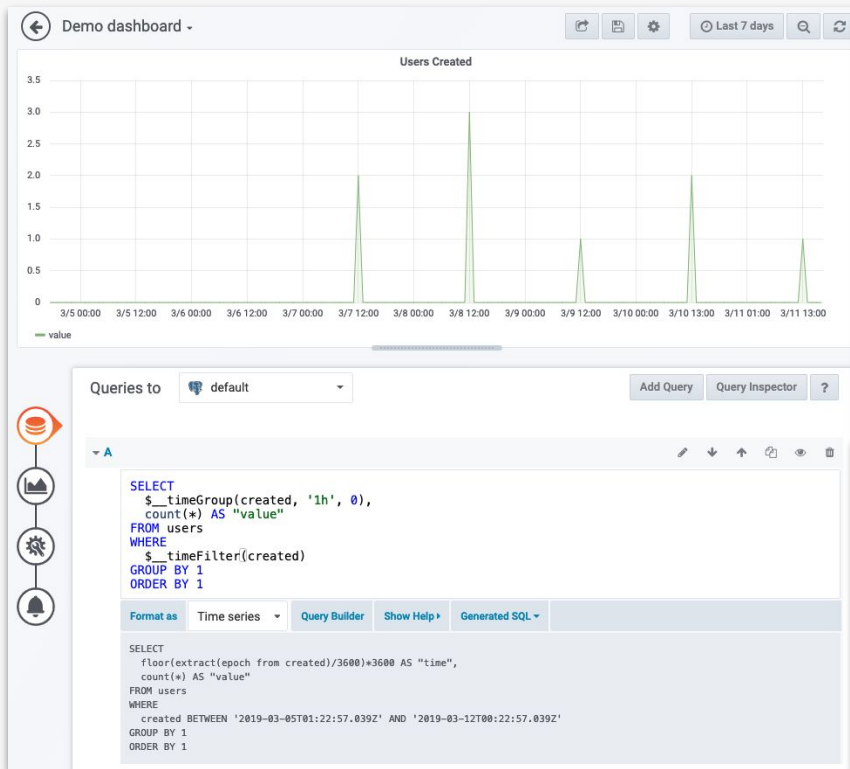 Demo dashboard
Last 7 days
Users Created
3.5
3.0
2.5
2.0
1.5
1.0
0.5
0
3/5 00:00 3/5 12:00 3/6 00:00 3/6 12:00 3/7 00:00 3/7 12:00 3/8 00:00 3/8 12:00 3/9 00:00 3/9 12:00 3/10 00:00 3/10 13:00 3/11 01:00 3/11 13:00
value
Queries to default Add Query Query Inspector ?
A
SELECT
$__timeGroup(created, '1h', 0),
count(*) AS "value"
FROM users
WHERE
$__timeFilter(created)
GROUP BY 1
ORDER BY 1
Format as Time series Query Builder Show Help Generated SQL
SELECT
floor(extract(epoch from created)/3600)*3600 AS "time",
count(*) AS "value"
FROM users
WHERE
created BETWEEN '2019-03-05T01:22:57.039Z' AND '2019-03-12T00:22:57.039Z'
GROUP BY 1
ORDER BY 1